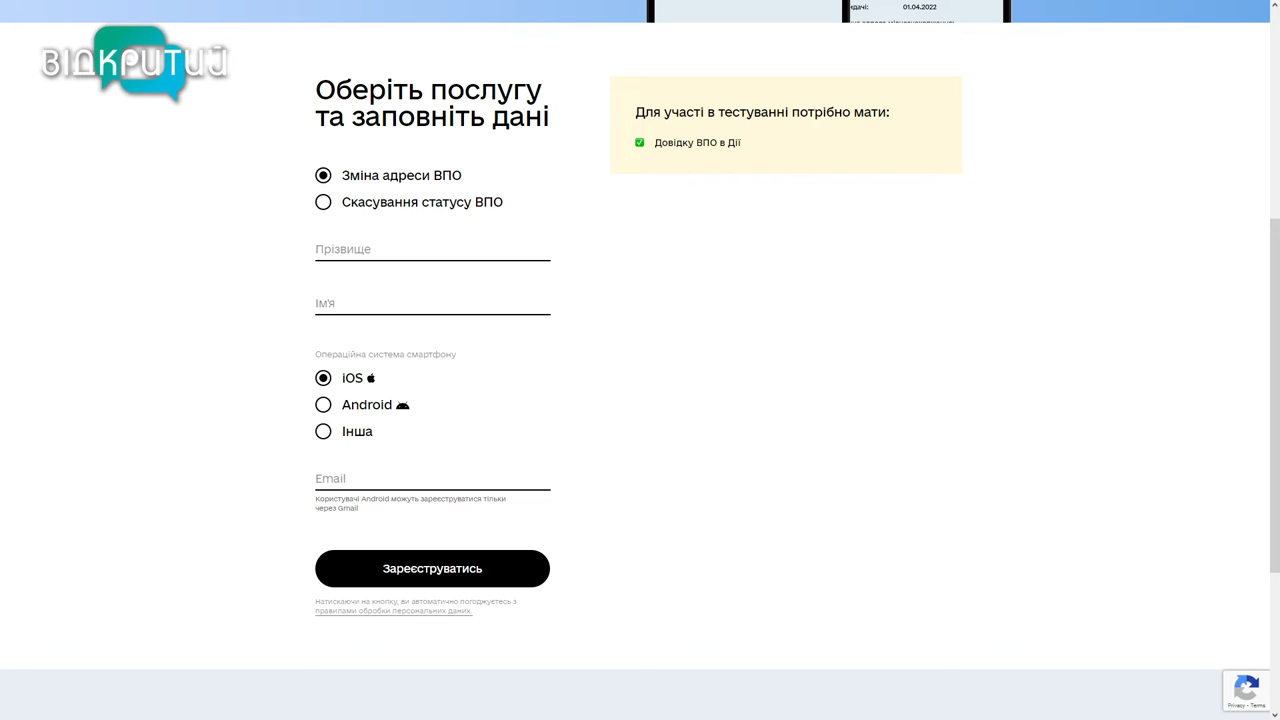 едачі: 01.04.2022
ВІДКРИТИЙ
Оберіть послугу
та заповніть дані
Зміна адреси ВПО
Скасування статусу ВПО
Прізвище
Ім'я
Операційна система смартфону
iOS
Android
Інша
Email
Користувачі Android можуть зареєструватися тільки
через Gmail
Зареєструватись
Натискаючи на кнопку, ви автоматично погоджуєтесь з
правилами обробки персональних даних.
Для участі в тестуванні потрібно мати:
Довідку ВПО в Дії
Privacy - Terms